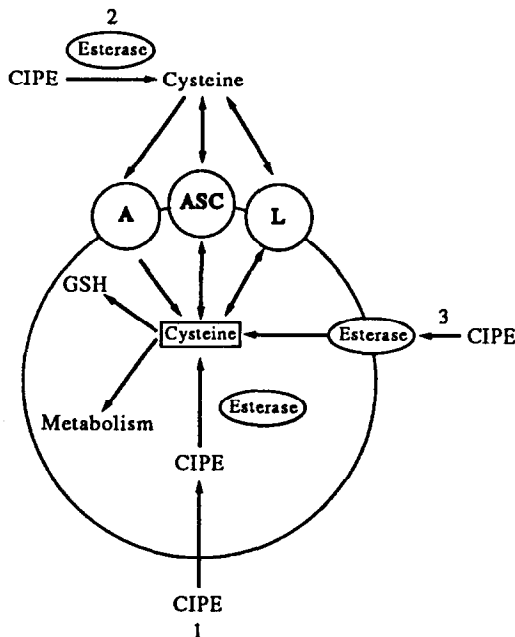 2
Esterase
CIPE Cysteine
A ASC L
GSH
Cysteine
3
Esterase CIPE
Esterase
Metabolism
CIPE
CIPE
1